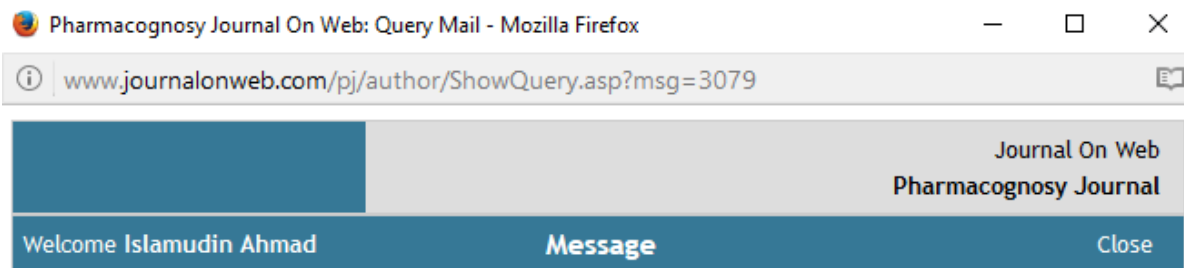 Pharmacognosy Journal On Web: Query Mail - Mozilla Firefox
www.journalonweb.com/pj/author/ShowQuery.asp?msg=3079
Journal On Web
Pharmacognosy Journal
Welcome Islamudin Ahmad Message Close